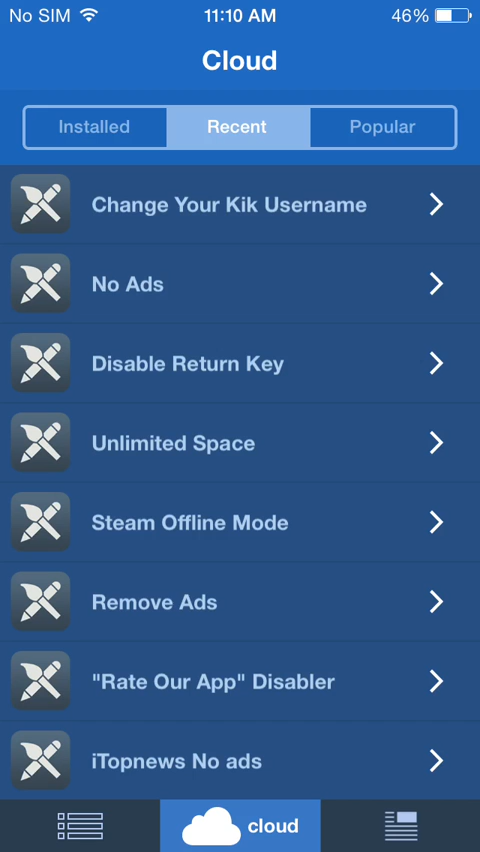 No SIM 11:10 AM 46%
Cloud
Installed Recent Popular
Change Your Kik Username
No Ads
Disable Return Key
Unlimited Space
Steam Offline Mode
Remove Ads
"Rate Our App" Disabler
iTopnews No ads
cloud